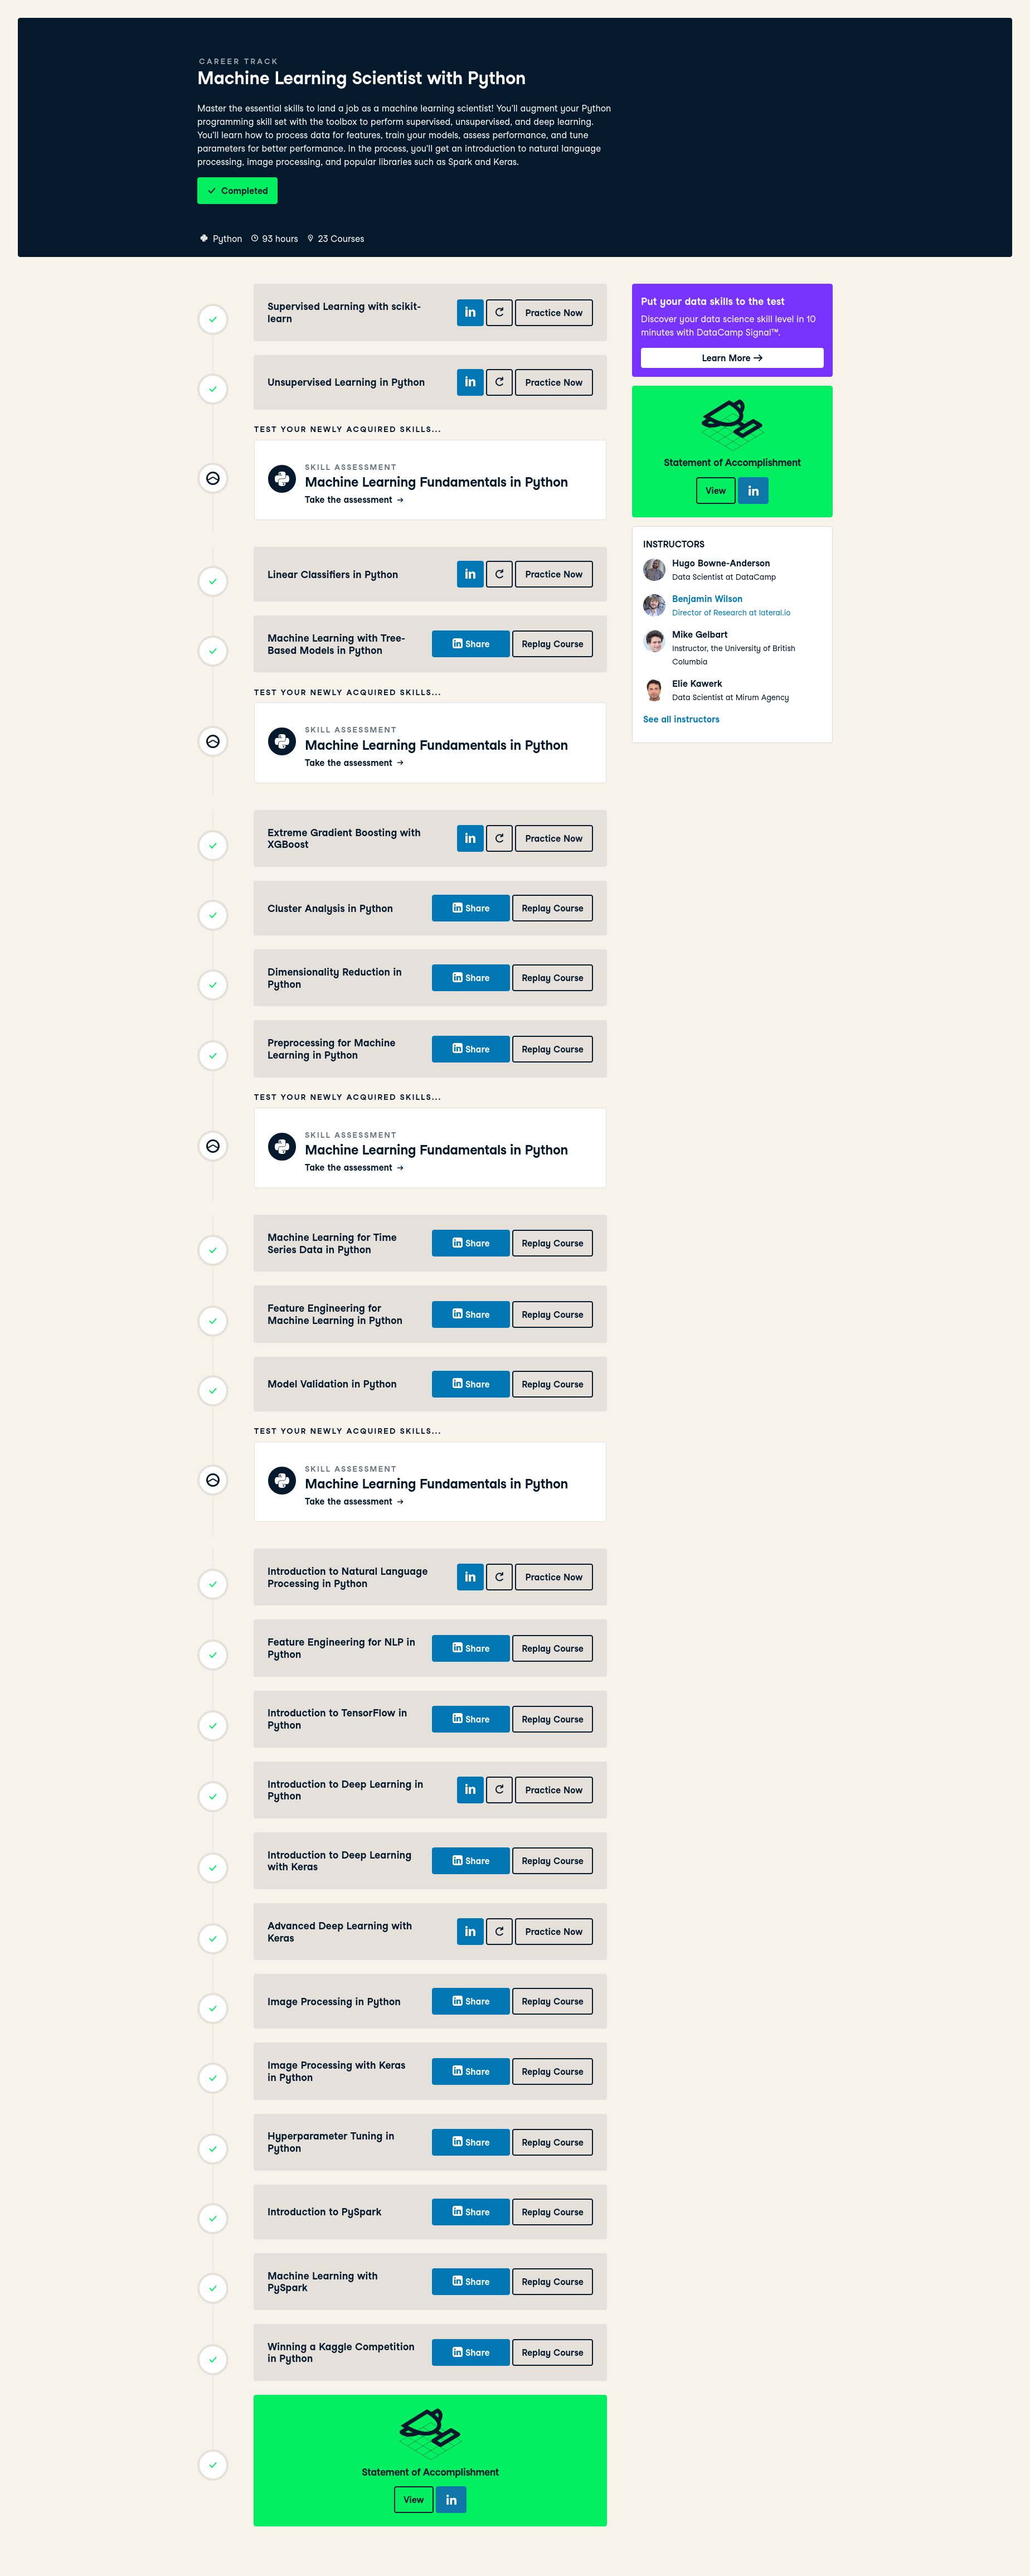 CAREER TRACK
Machine Learning Scientist with Python
Master the essential skills to land a job as a machine learning scientist! You'll augment your Python
programming skill set with the toolbox to perform supervised, unsupervised, and deep learning.
You'll learn how to process data for features, train your models, assess performance, and tune
parameters for better performance. In the process, you'll get an introduction to natural language
processing, image processing, and popular libraries such as Spark and Keras.
Completed
Python 93 hours 23 Courses
Supervised Learning with scikit-
learn
in Practice Now
Unsupervised Learning in Python
in Practice Now
TEST YOUR NEWLY ACQUIRED SKILLS...
SKILL ASSESSMENT
Machine Learning Fundamentals in Python
Take the assessment →
Linear Classifiers in Python
in Practice Now
Machine Learning with Tree-
Based Models in Python
in Share Replay Course
TEST YOUR NEWLY ACQUIRED SKILLS...
SKILL ASSESSMENT
Machine Learning Fundamentals in Python
Take the assessment →
Extreme Gradient Boosting with
XGBoost
in Practice Now
Cluster Analysis in Python
in Share Replay Course
Dimensionality Reduction in
Python
in Share Replay Course
Preprocessing for Machine
Learning in Python
in Share Replay Course
TEST YOUR NEWLY ACQUIRED SKILLS...
SKILL ASSESSMENT
Machine Learning Fundamentals in Python
Take the assessment →
Machine Learning for Time
Series Data in Python
in Share Replay Course
Feature Engineering for
Machine Learning in Python
in Share Replay Course
Model Validation in Python
in Share Replay Course
TEST YOUR NEWLY ACQUIRED SKILLS...
SKILL ASSESSMENT
Machine Learning Fundamentals in Python
Take the assessment →
Introduction to Natural Language
Processing in Python
in Practice Now
Feature Engineering for NLP in
Python
in Share Replay Course
Introduction to TensorFlow in
Python
in Share Replay Course
Introduction to Deep Learning in
Python
in Practice Now
Introduction to Deep Learning
with Keras
in Share Replay Course
Advanced Deep Learning with
Keras
in Practice Now
Image Processing in Python
in Share Replay Course
Image Processing with Keras
in Python
in Share Replay Course
Hyperparameter Tuning in
Python
in Share Replay Course
Introduction to PySpark
in Share Replay Course
Machine Learning with
PySpark
in Share Replay Course
Winning a Kaggle Competition
in Python
in Share Replay Course
Statement of Accomplishment
View in
Put your data skills to the test
Discover your data science skill level in 10
minutes with DataCamp Signal™.
Learn More →
Statement of Accomplishment
View in
INSTRUCTORS
Hugo Bowne-Anderson
Data Scientist at DataCamp
Benjamin Wilson
Director of Research at lateral.io
Mike Gelbart
Instructor, the University of British
Columbia
Elie Kawerk
Data Scientist at Mirum Agency
See all instructors